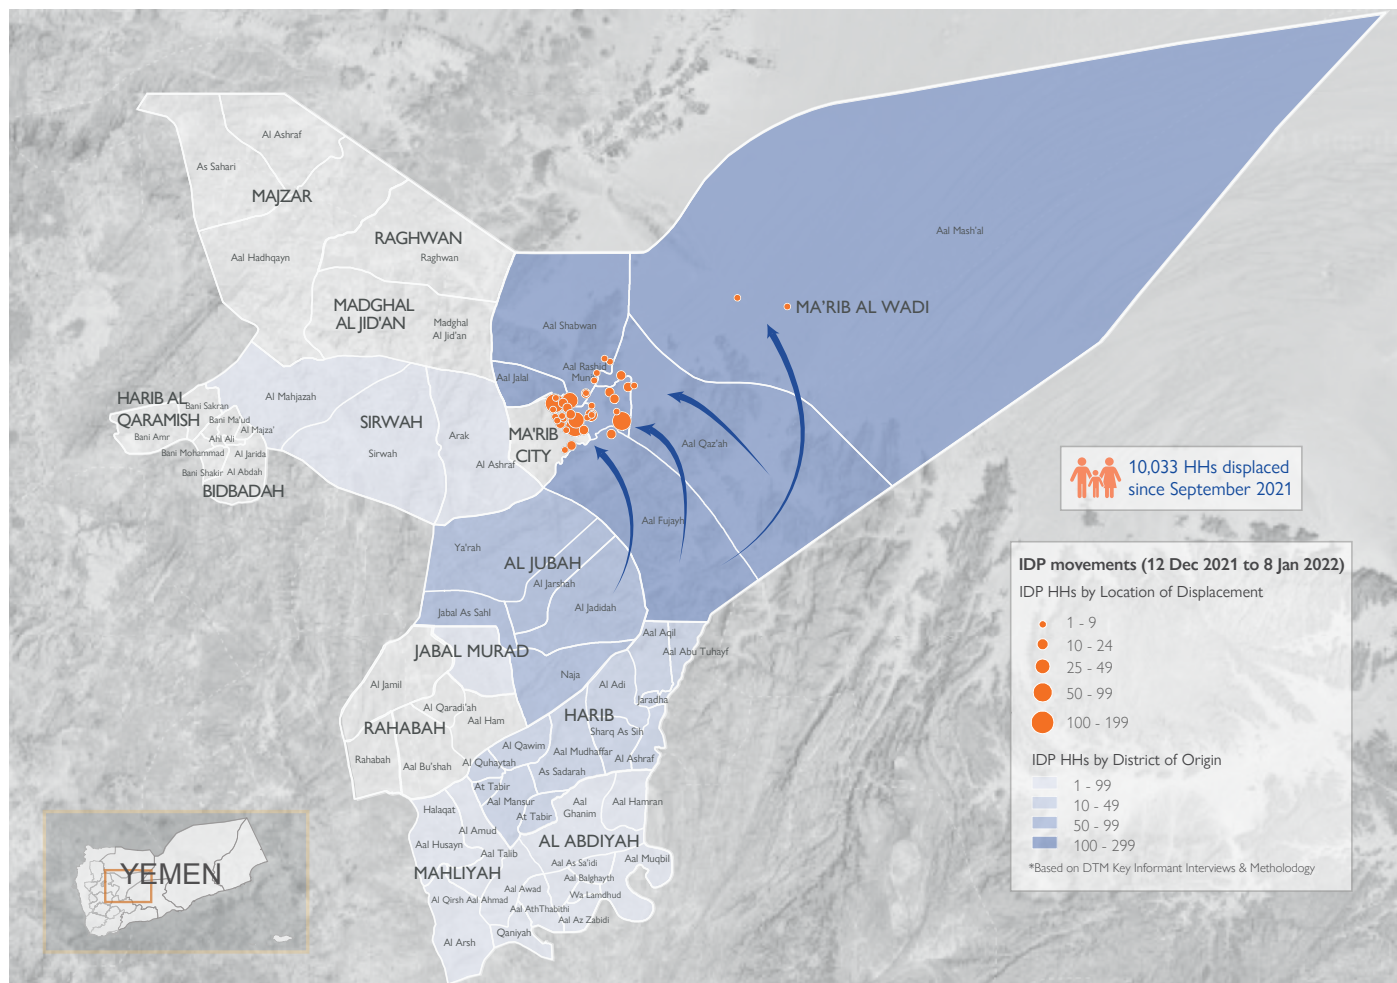 Al Ashraf
As Sahari
MAJZAR
Aal Mash'al
RAGHWAN
Aal Hadhqayn
Raghwan
MADGHAL
AL JID'AN
MA'RIB AL WADI
Madghal
Al Jid'an
Aal Shabwan
Aal Rashid
Mun
Aal Jalal
HARIB AL
QARAMISH
Al Mahjazah
Bani Sakran
Bani Ma'ud
Al Majza'
Bani Amr
Ahl Ali
Bani Mohammad
Al Jarida
Bani Shakir
Al Abdah
BIDBADAH
SIRWAH
Sirwah
Arak
MA'RIB
CITY
Al Ashraf
Aal Qaz'ah
Aal Fujayh
Ya'rah
AL JUBAH
Al Jarshah
Jabal As Sahl
Al Jadidah
Aal Aqil
Aal Abu Tuhayf
JABAL MURAD
Naja
Al Adi
Jaradha
Al Jamil
Al Qaradi'ah
Aal Ham
RAHABAH
HARIB
Sharq As Sih
Rahabah
Aal Bu'shah
Al Qawim
Aal Mudhaffar
Al Quhaytah
As Sadarah
Al Ashraf
At Tabir
Aal Mansur
At Tabir
Aal
Ghanim
Aal Hamran
Halaqat
Al Amud
Aal Husayn
Aal Talib
AL ABDIYAH
Aal As Sa'idi
Aal Muqbil
MAHLIYAH
Aal Balghayth
Aal Awad
Wa Lamdhud
Al Qirsh Aal Ahmad
Aal AthThabithi
Aal Az Zabidi
Qaniyah
Al Arsh
YEMEN
10,033 HHs displaced
since September 2021
IDP movements (12 Dec 2021 to 8 Jan 2022)
IDP HHs by Location of Displacement
1 - 9
10 - 24
25 - 49
50 - 99
100 - 199
IDP HHs by District of Origin
1 - 99
10 - 49
50 - 99
100 - 299
*Based on DTM Key Informant Interviews & Metholodogy